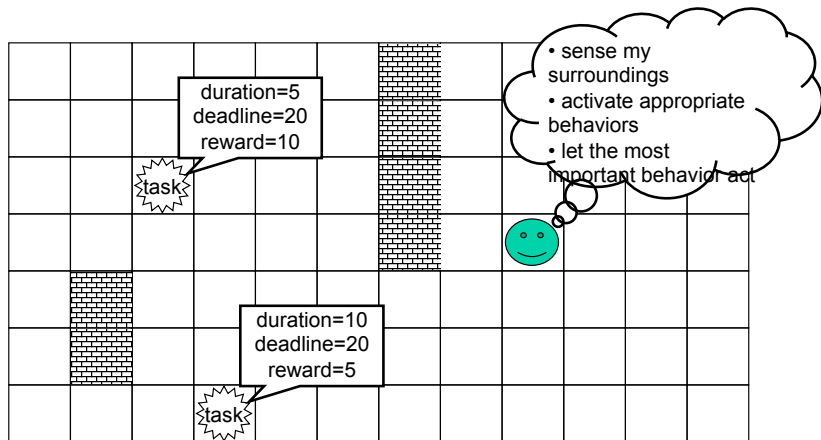 • sense my
surroundings
• activate appropriate
behaviors
• let the most
important behavior act
duration=5
deadline=20
reward=10
task
duration=10
deadline=20
reward=5
task